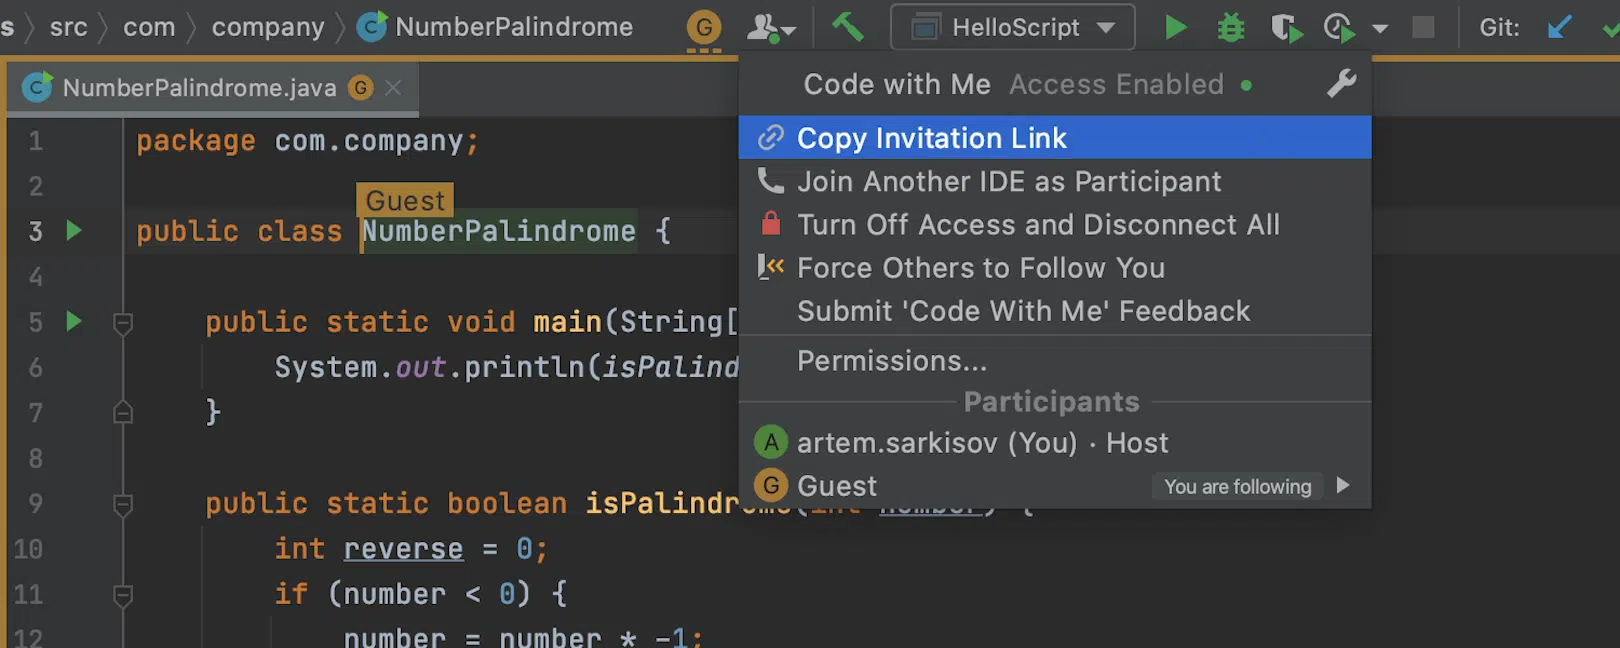 s src com company C NumberPalindrome G HelloScript Git:
C NumberPalindrome.java G
Code with Me Access Enabled
Copy Invitation Link
Join Another IDE as Participant
Turn Off Access and Disconnect All
Force Others to Follow You
Submit 'Code With Me' Feedback
Permissions...
Participants
A artem.sarkisov (You) · Host
G Guest You are following
1 package com.company;
2
Guest
3 public class NumberPalindrome {
4
5 public static void main(String[
6 System.out.println(isPalind
7 }
8
9 public static boolean isPalindrome(int number) {
10 int reverse = 0;
11 if (number < 0) {
12 number = number * -1;